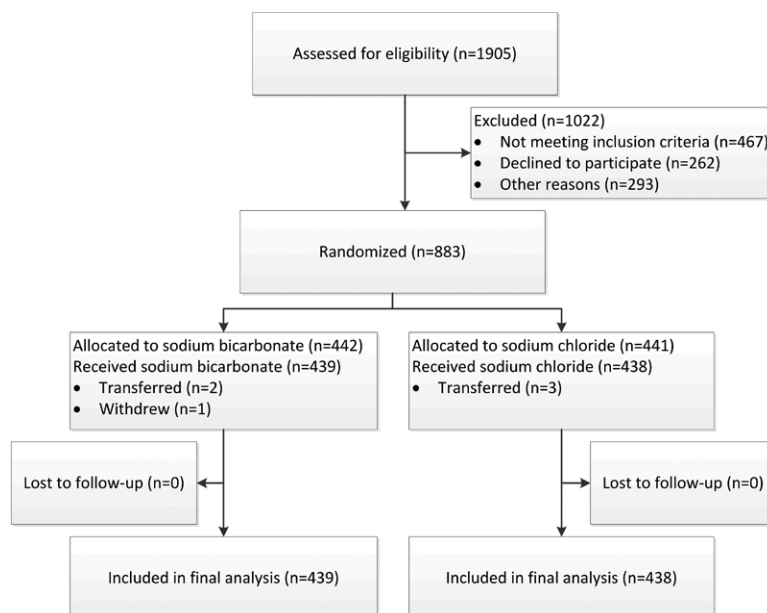 Assessed for eligibility (n=1905)
Excluded (n=1022)
• Not meeting inclusion criteria (n=467)
• Declined to participate (n=262)
• Other reasons (n=293)
Randomized (n=883)
Allocated to sodium bicarbonate (n=442)
Received sodium bicarbonate (n=439)
• Transferred (n=2)
• Withdrew (n=1)
Allocated to sodium chloride (n=441)
Received sodium chloride (n=438)
• Transferred (n=3)
Lost to follow-up (n=0)
Lost to follow-up (n=0)
Included in final analysis (n=439)
Included in final analysis (n=438)